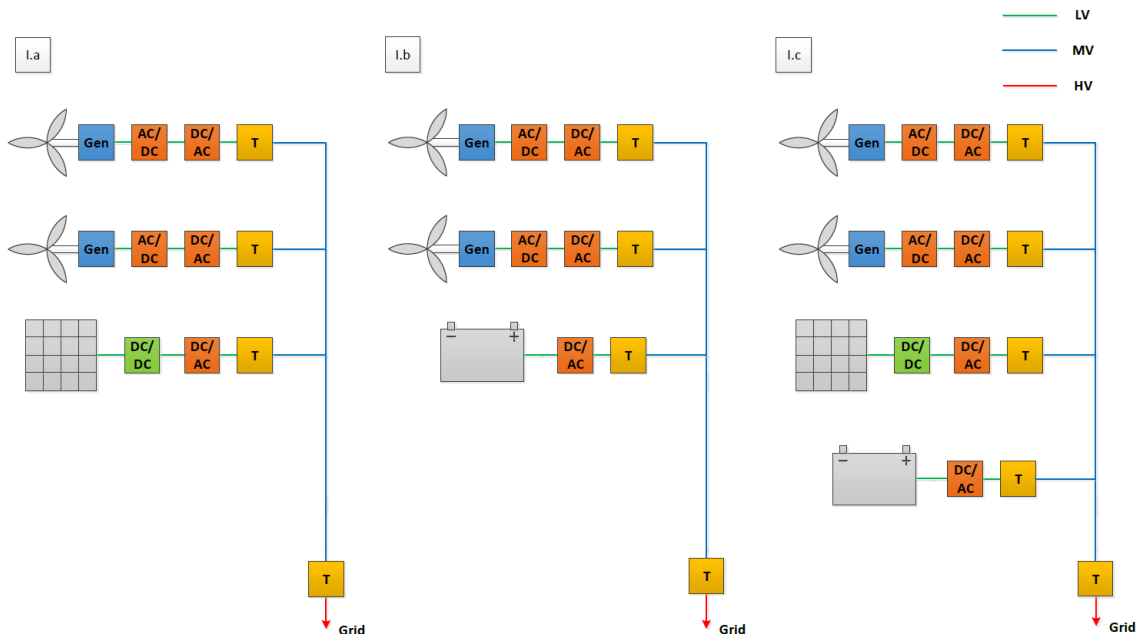 LV
I.a
I.b
I.c
MV
HV
Gen
AC/
DC
DC/
AC
T
Gen
AC/
DC
DC/
AC
T
Gen
AC/
DC
DC/
AC
T
Gen
AC/
DC
DC/
AC
T
Gen
AC/
DC
DC/
AC
T
Gen
AC/
DC
DC/
AC
T
DC/
DC
DC/
AC
T
− +
DC/
AC
T
DC/
DC
DC/
AC
T
− +
DC/
AC
T
T
Grid
T
Grid
T
Grid